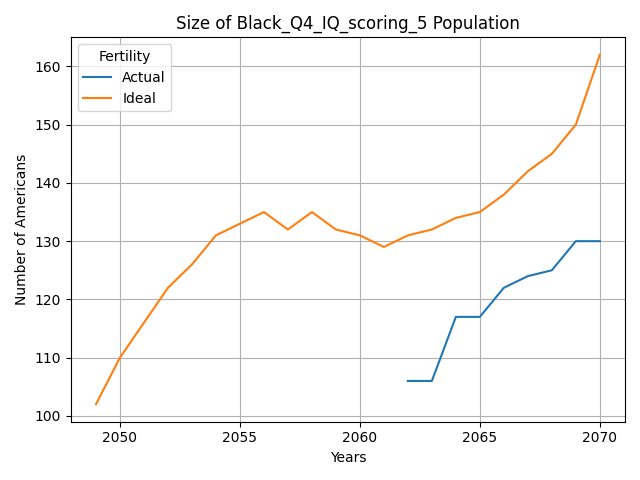 Size of Black_Q4_IQ_scoring_5 Population
Fertility
Actual
Ideal
Number of Americans
160
150
140
130
120
110
100
2050
2055
2060
2065
2070
Years